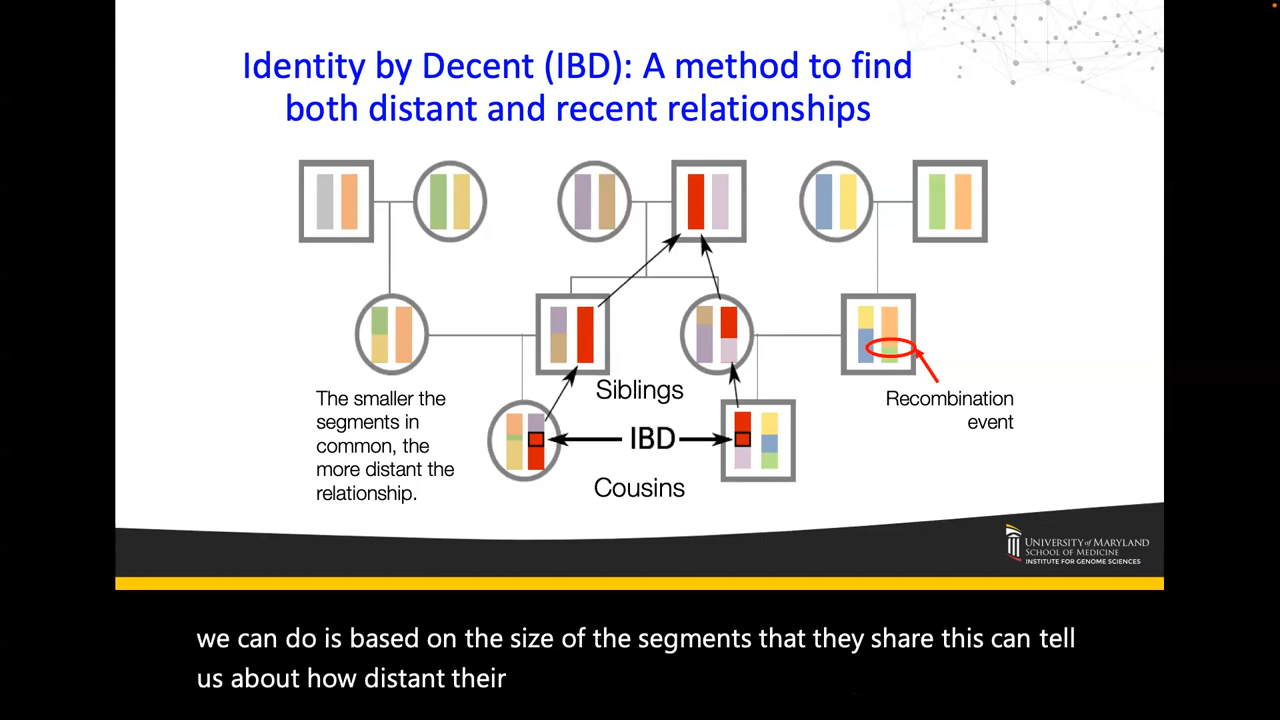 Identity by Decent (IBD): A method to find
both distant and recent relationships
The smaller the
segments in
common, the
more distant the
relationship.
Siblings
IBD
Cousins
Recombination
event
UNIVERSITY of MARYLAND
SCHOOL OF MEDICINE
INSTITUTE FOR GENOME SCIENCES
we can do is based on the size of the segments that they share this can tell
us about how distant their